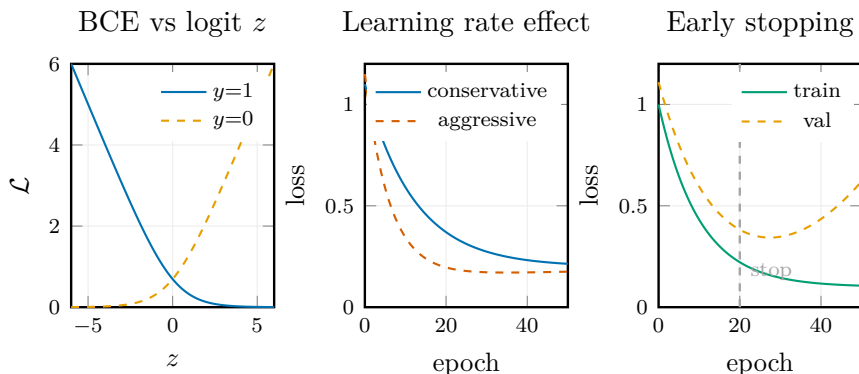 BCE vs logit z
6
4
2
0
−5
0
5
z
ℒ
y=1
y=0
Learning rate effect
1
0.5
0
0
20
40
epoch
loss
conservative
aggressive
Early stopping
1
0.5
0
0
20
40
epoch
loss
train
val
stop